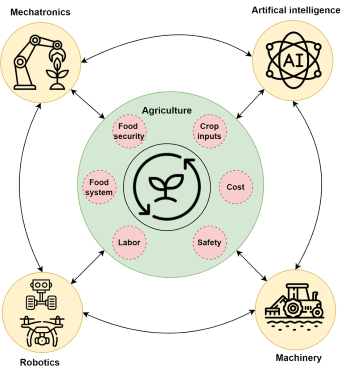 Mechatronics
Artifical intelligence
AI
Agriculture
Food
security
Crop
inputs
Food
system
Cost
Labor
Safety
Robotics
Machinery